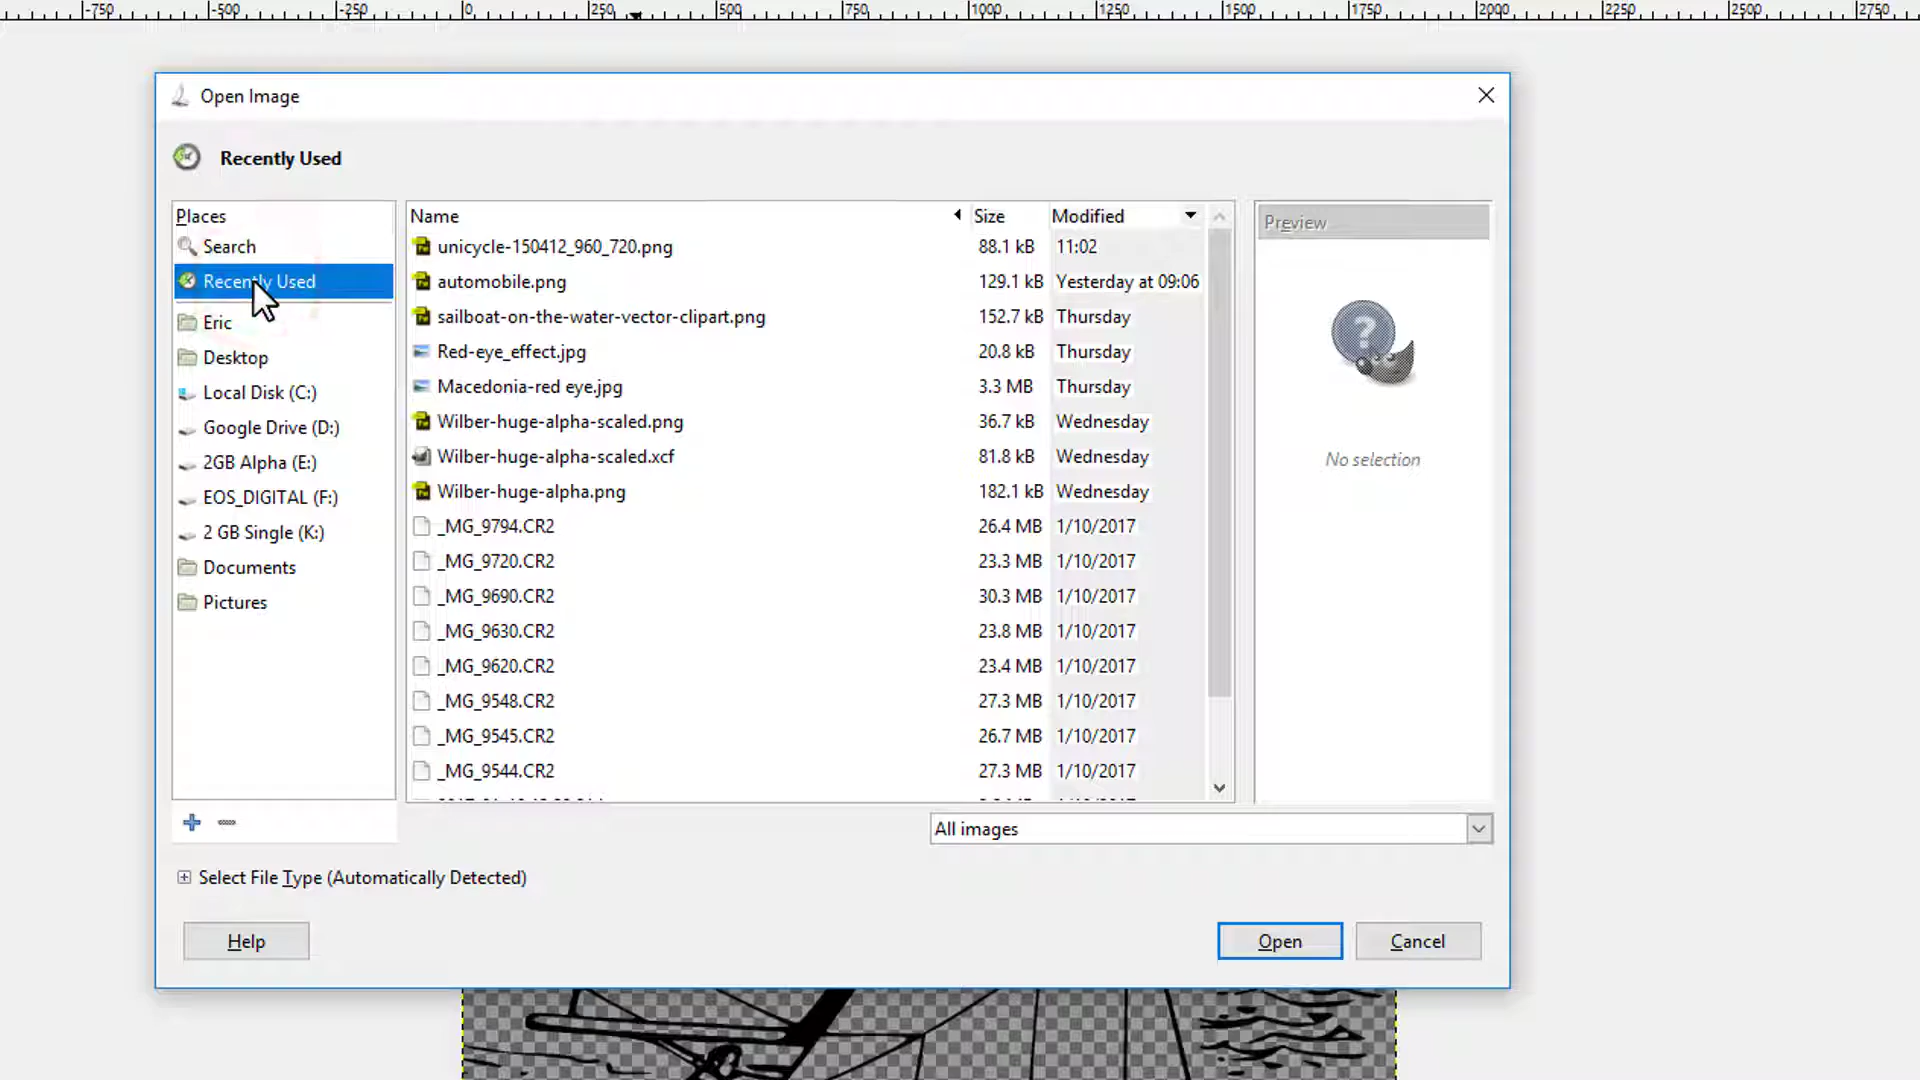 -750 -500 -250 0 250 500 750 1000 1250 1500 1750 2000 2250 2500 2750
Open Image
Recently Used
Places
Search
Recently Used
Eric
Desktop
Local Disk (C:)
Google Drive (D:)
2GB Alpha (E:)
EOS_DIGITAL (F:)
2 GB Single (K:)
Documents
Pictures
Name Size Modified
unicycle-150412_960_720.png 88.1 kB 11:02
automobile.png 129.1 kB Yesterday at 09:06
sailboat-on-the-water-vector-clipart.png 152.7 kB Thursday
Red-eye_effect.jpg 20.8 kB Thursday
Macedonia-red eye.jpg 3.3 MB Thursday
Wilber-huge-alpha-scaled.png 36.7 kB Wednesday
Wilber-huge-alpha-scaled.xcf 81.8 kB Wednesday
Wilber-huge-alpha.png 182.1 kB Wednesday
_MG_9794.CR2 26.4 MB 1/10/2017
_MG_9720.CR2 23.3 MB 1/10/2017
_MG_9690.CR2 30.3 MB 1/10/2017
_MG_9630.CR2 23.8 MB 1/10/2017
_MG_9620.CR2 23.4 MB 1/10/2017
_MG_9548.CR2 27.3 MB 1/10/2017
_MG_9545.CR2 26.7 MB 1/10/2017
_MG_9544.CR2 27.3 MB 1/10/2017
Preview
No selection
All images
Select File Type (Automatically Detected)
Help
Open
Cancel